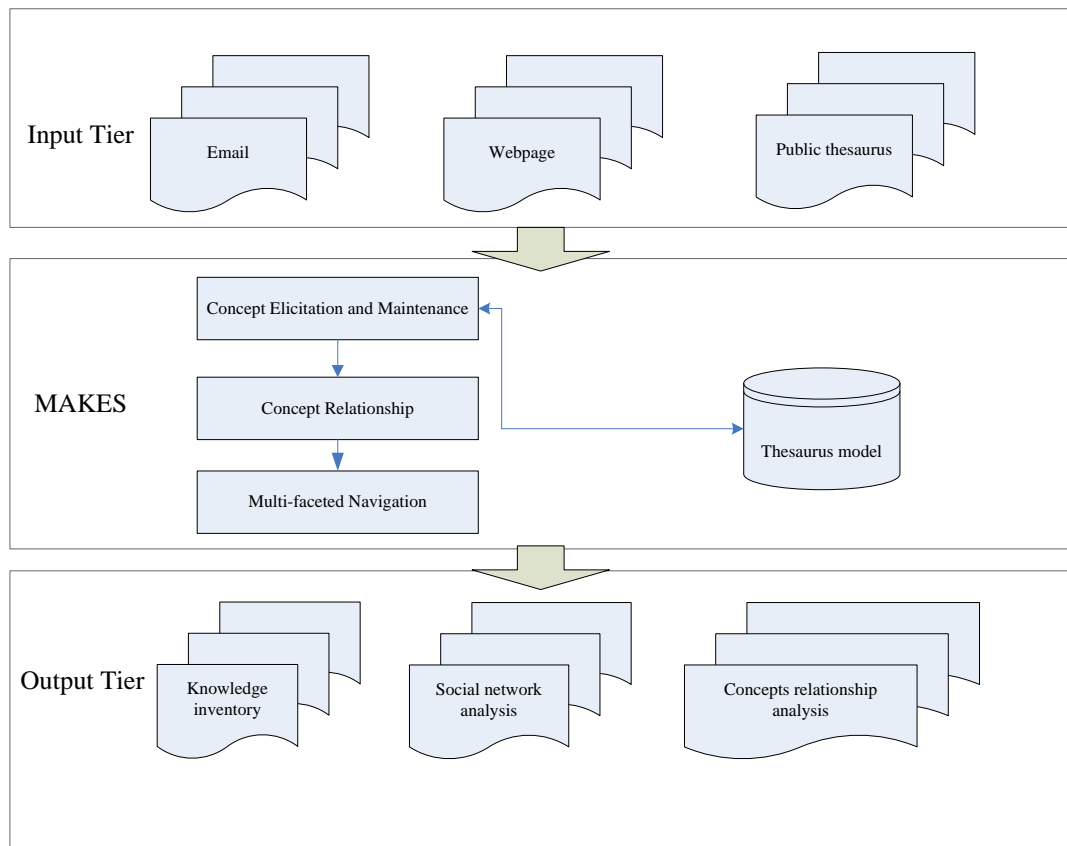 Input Tier
Email
Webpage
Public thesaurus
MAKES
Concept Elicitation and Maintenance
Concept Relationship
Multi-faceted Navigation
Thesaurus model
Output Tier
Knowledge
inventory
Social network
analysis
Concepts relationship
analysis